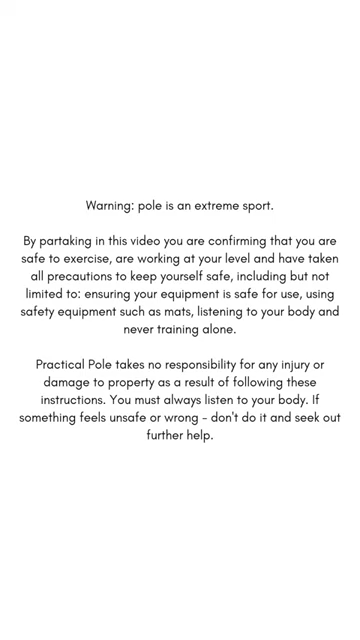 Warning: pole is an extreme sport.
By partaking in this video you are confirming that you are
safe to exercise, are working at your level and have taken
all precautions to keep yourself safe, including but not
limited to: ensuring your equipment is safe for use, using
safety equipment such as mats, listening to your body and
never training alone.
Practical Pole takes no responsibility for any injury or
damage to property as a result of following these
instructions. You must always listen to your body. If
something feels unsafe or wrong - don't do it and seek out
further help.